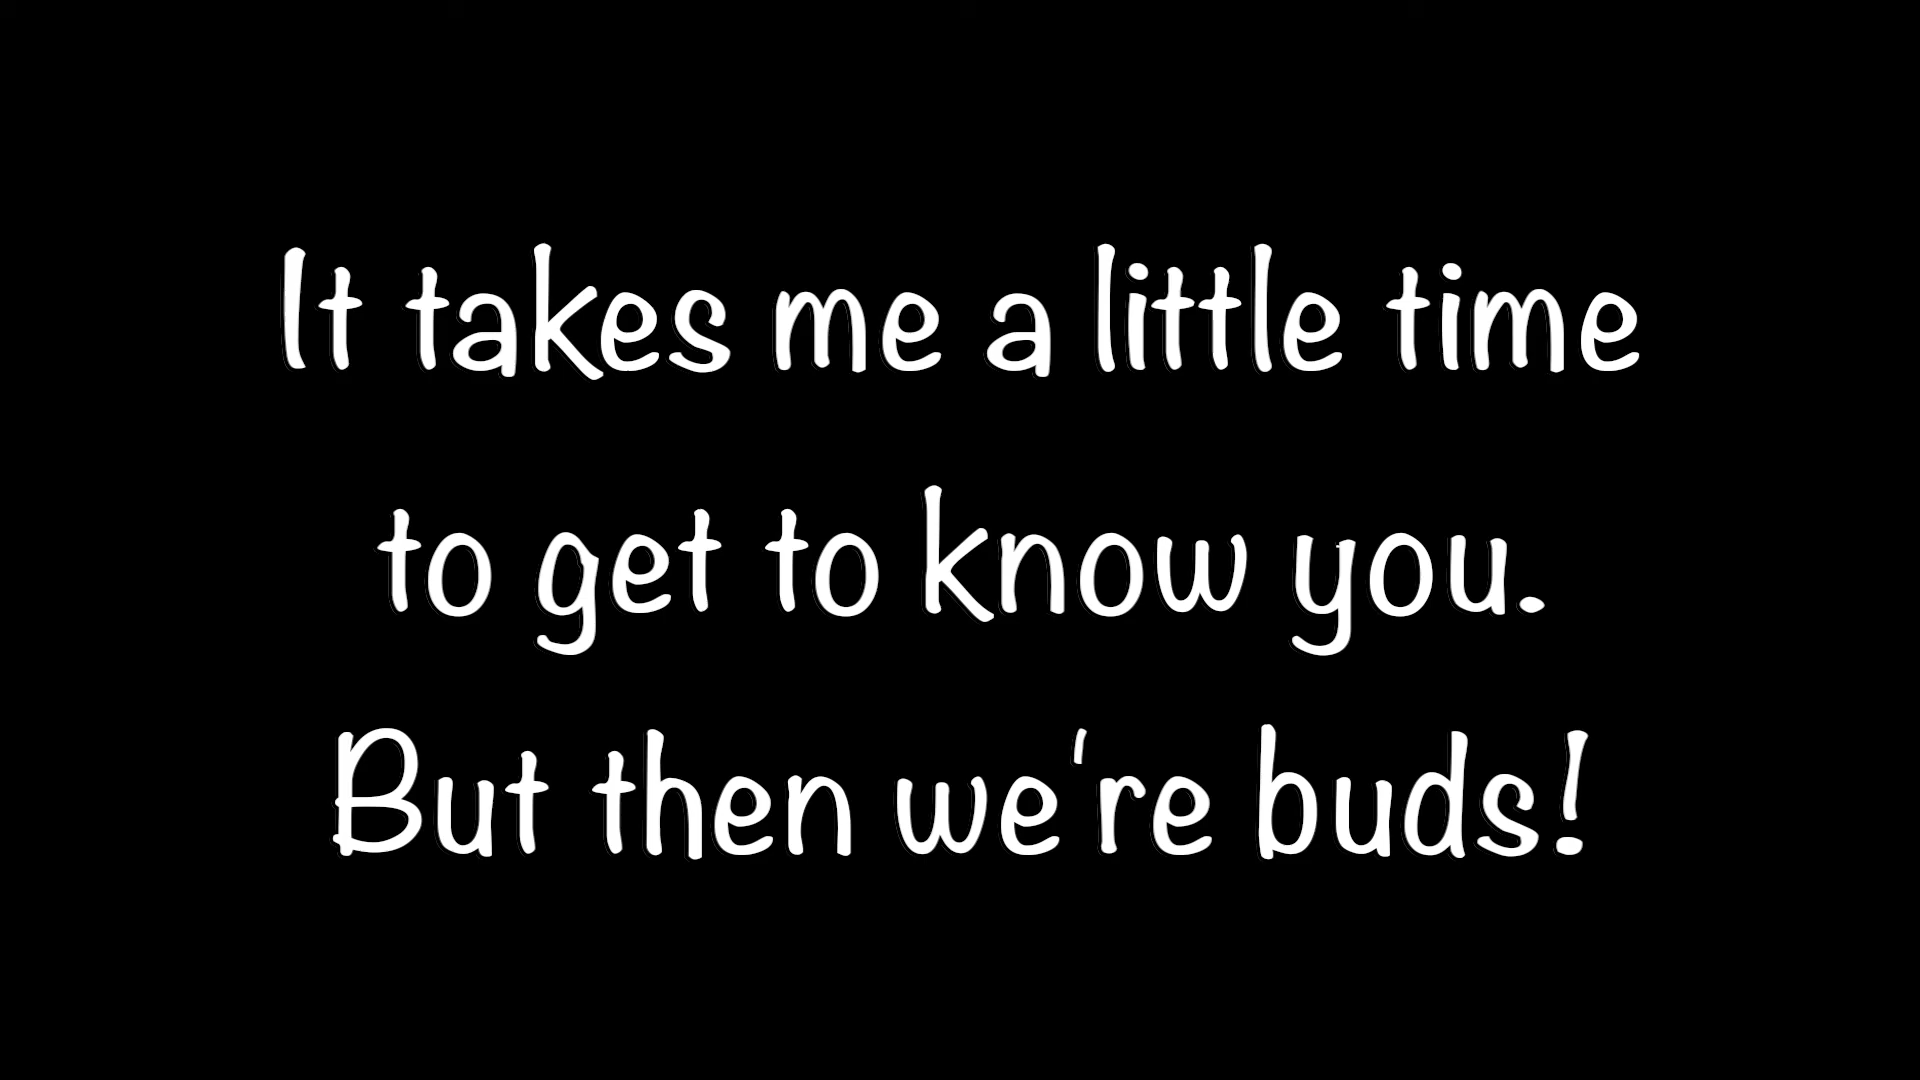 It takes me a little time
to get to know you.
But then we're buds!